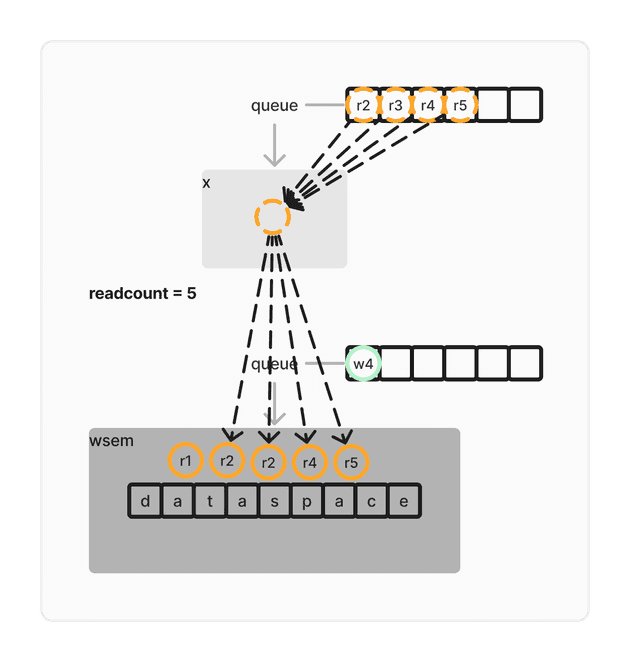 queue r2 r3 r4 r5
x
readcount = 5
queue w4
wsem
r1 r2 r2 r4 r5
d a t a s p a c e